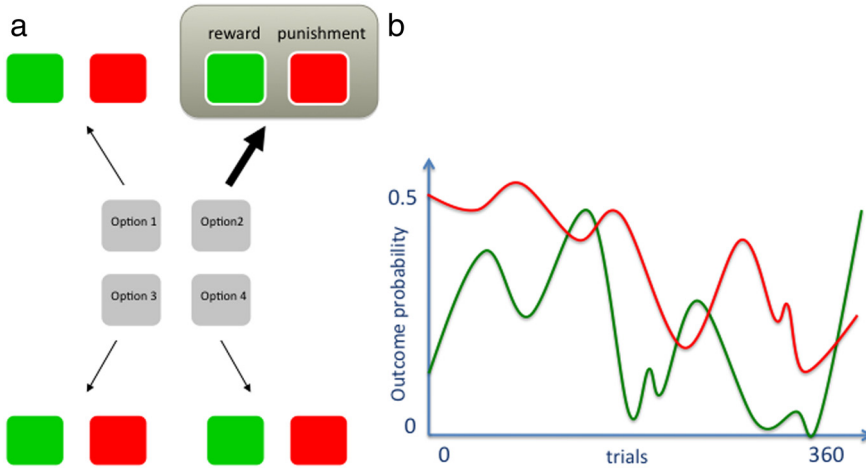 a
reward punishment
b
Option 1 Option2
Option 3 Option 4
0.5
Outcome probability
0
0 trials 360